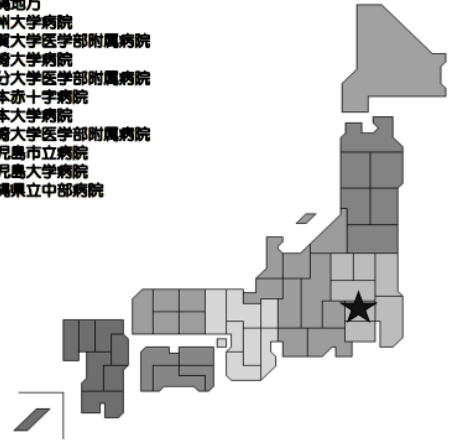 縄地方
州大学病院
賀大学医学部附属病院
崎大学病院
分大学医学部附属病院
本赤十字病院
本大学病院
崎大学医学部附属病院
児島市立病院
児島大学病院
縄県立中部病院